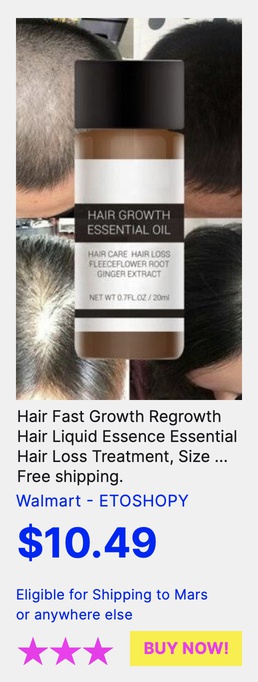 HAIR GROWTH
ESSENTIAL OIL
HAIR CARE HAIR LOSS
FLEECEFLOWER ROOT
GINGER EXTRACT
NET WT 0.7FL.OZ / 20ml
Hair Fast Growth Regrowth
Hair Liquid Essence Essential
Hair Loss Treatment, Size ...
Free shipping.
Walmart - ETOSHOPY
$10.49
Eligible for Shipping to Mars
or anywhere else
BUY NOW!